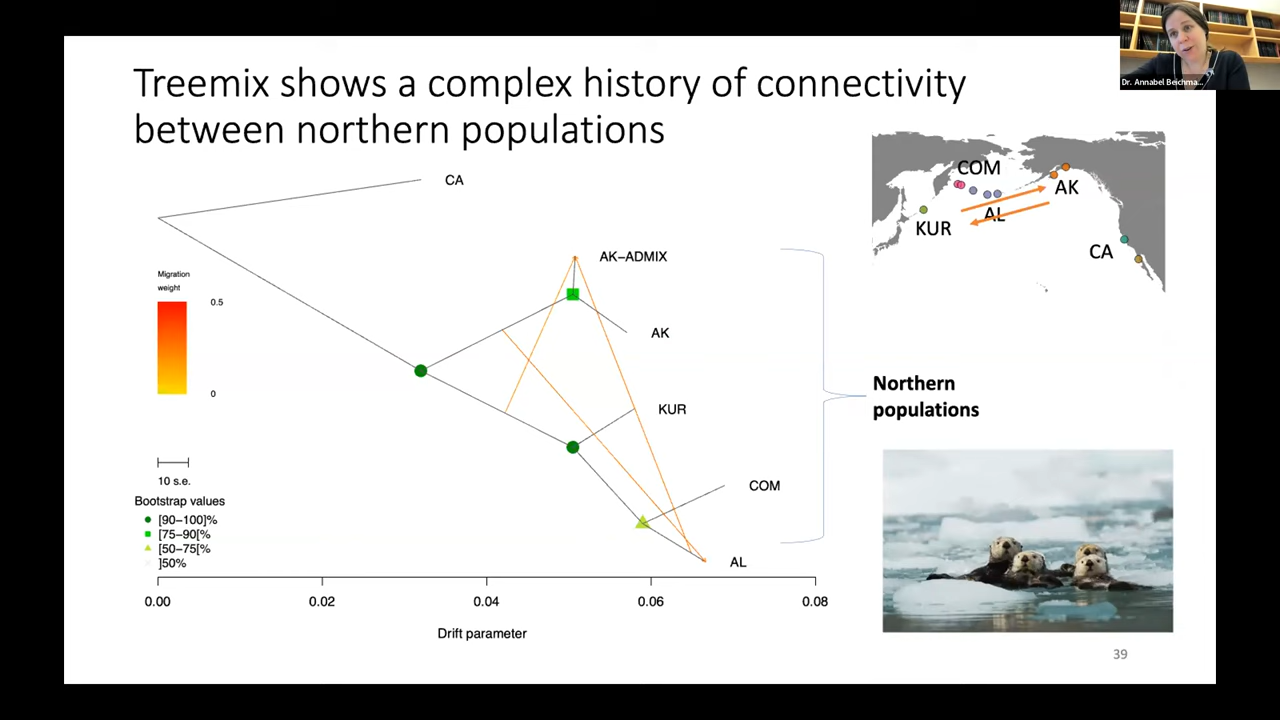 Treemix shows a complex history of connectivity
between northern populations
Dr. Annabel Beichma...
CA
AK-ADMIX
AK
KUR
COM
AL
Migration
weight
0.5
0
10 s.e.
Bootstrap values
[90-100]%
[75-90[%
[50-75[%
]50%
0.00
0.02
0.04
0.06
0.08
Drift parameter
COM
AK
AL
KUR
CA
Northern
populations
39